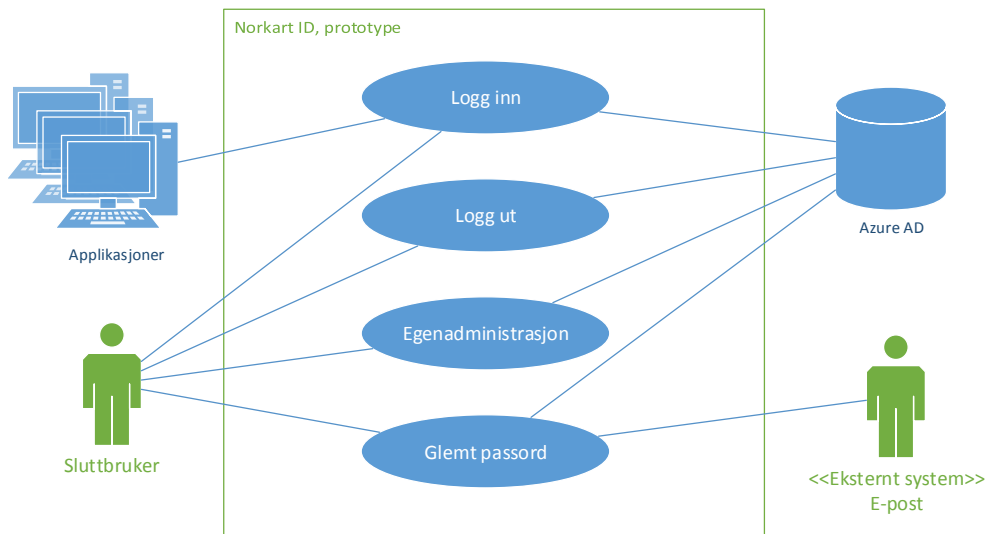 Norkart ID, prototype
Logg inn
Applikasjoner
Logg ut
Azure AD
Egenadministrasjon
Sluttbruker
Glemt passord
<<Eksternt system>>
E-post